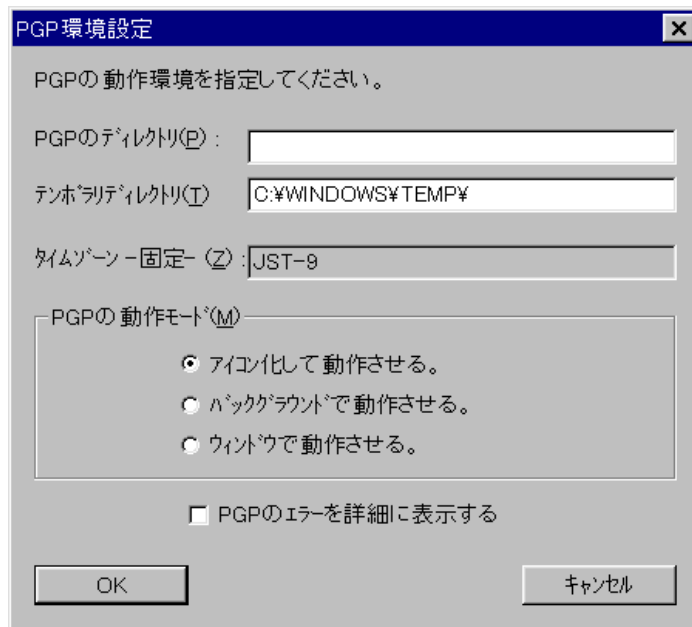 PGP環境設定
PGPの動作環境を指定してください。
PGPのﾃﾞｨﾚｸﾄﾘ(P) :
ﾃﾝﾎﾟﾗﾘﾃﾞｨﾚｸﾄﾘ(T) C:¥WINDOWS¥TEMP¥
ﾀｲﾑｿﾞｰﾝ -固定- (Z) : JST-9
PGPの動作ﾓｰﾄﾞ(M)
ｱｲｺﾝ化して動作させる。
ﾊﾞｯｸｸﾞﾗｳﾝﾄﾞで動作させる。
ｳｨﾝﾄﾞｳで動作させる。
PGPのｴﾗｰを詳細に表示する
OK ｷｬﾝｾﾙ